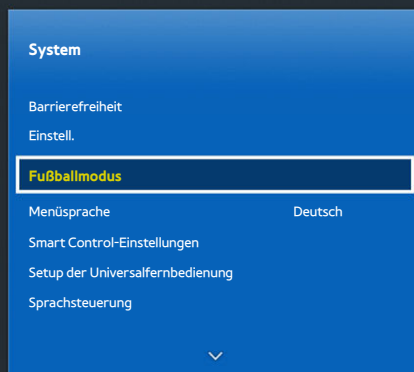 System
Barrierefreiheit
Einstell.
Fußballmodus
Menüsprache Deutsch
Smart Control-Einstellungen
Setup der Universalfernbedienung
Sprachsteuerung